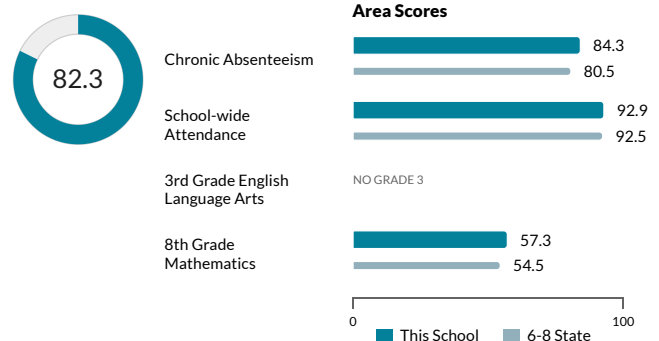 Area Scores
82.3
Chronic Absenteeism
84.3
80.5
School-wide
Attendance
92.9
92.5
3rd Grade English
Language Arts
NO GRADE 3
8th Grade
Mathematics
57.3
54.5
0
100
This School
6-8 State